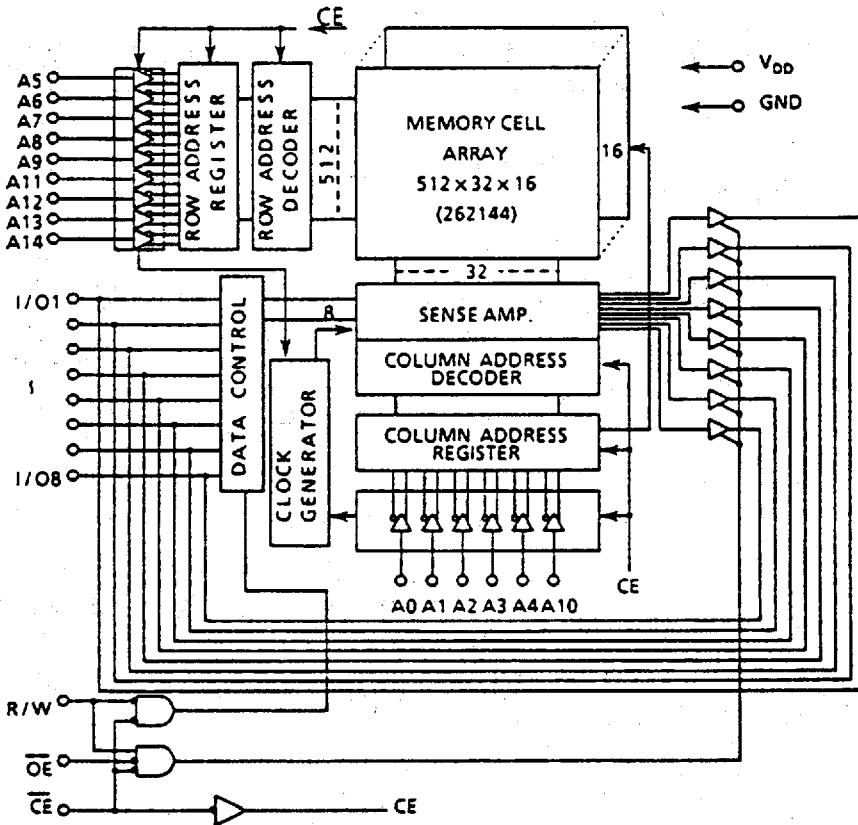 CE
A5
A6
A7
A8
A9
A11
A12
A13
A14
ROW ADDRESS
REGISTER
ROW ADDRESS
DECODER
512
MEMORY CELL
ARRAY
512 x 32 x 16
(262144)
16
VDD
GND
32
I/O1
I/O8
DATA CONTROL
8
CLOCK
GENERATOR
SENSE AMP.
COLUMN ADDRESS
DECODER
COLUMN ADDRESS
REGISTER
A0 A1 A2 A3 A4 A10
CE
R/W
O̅E̅
C̅E̅
CE